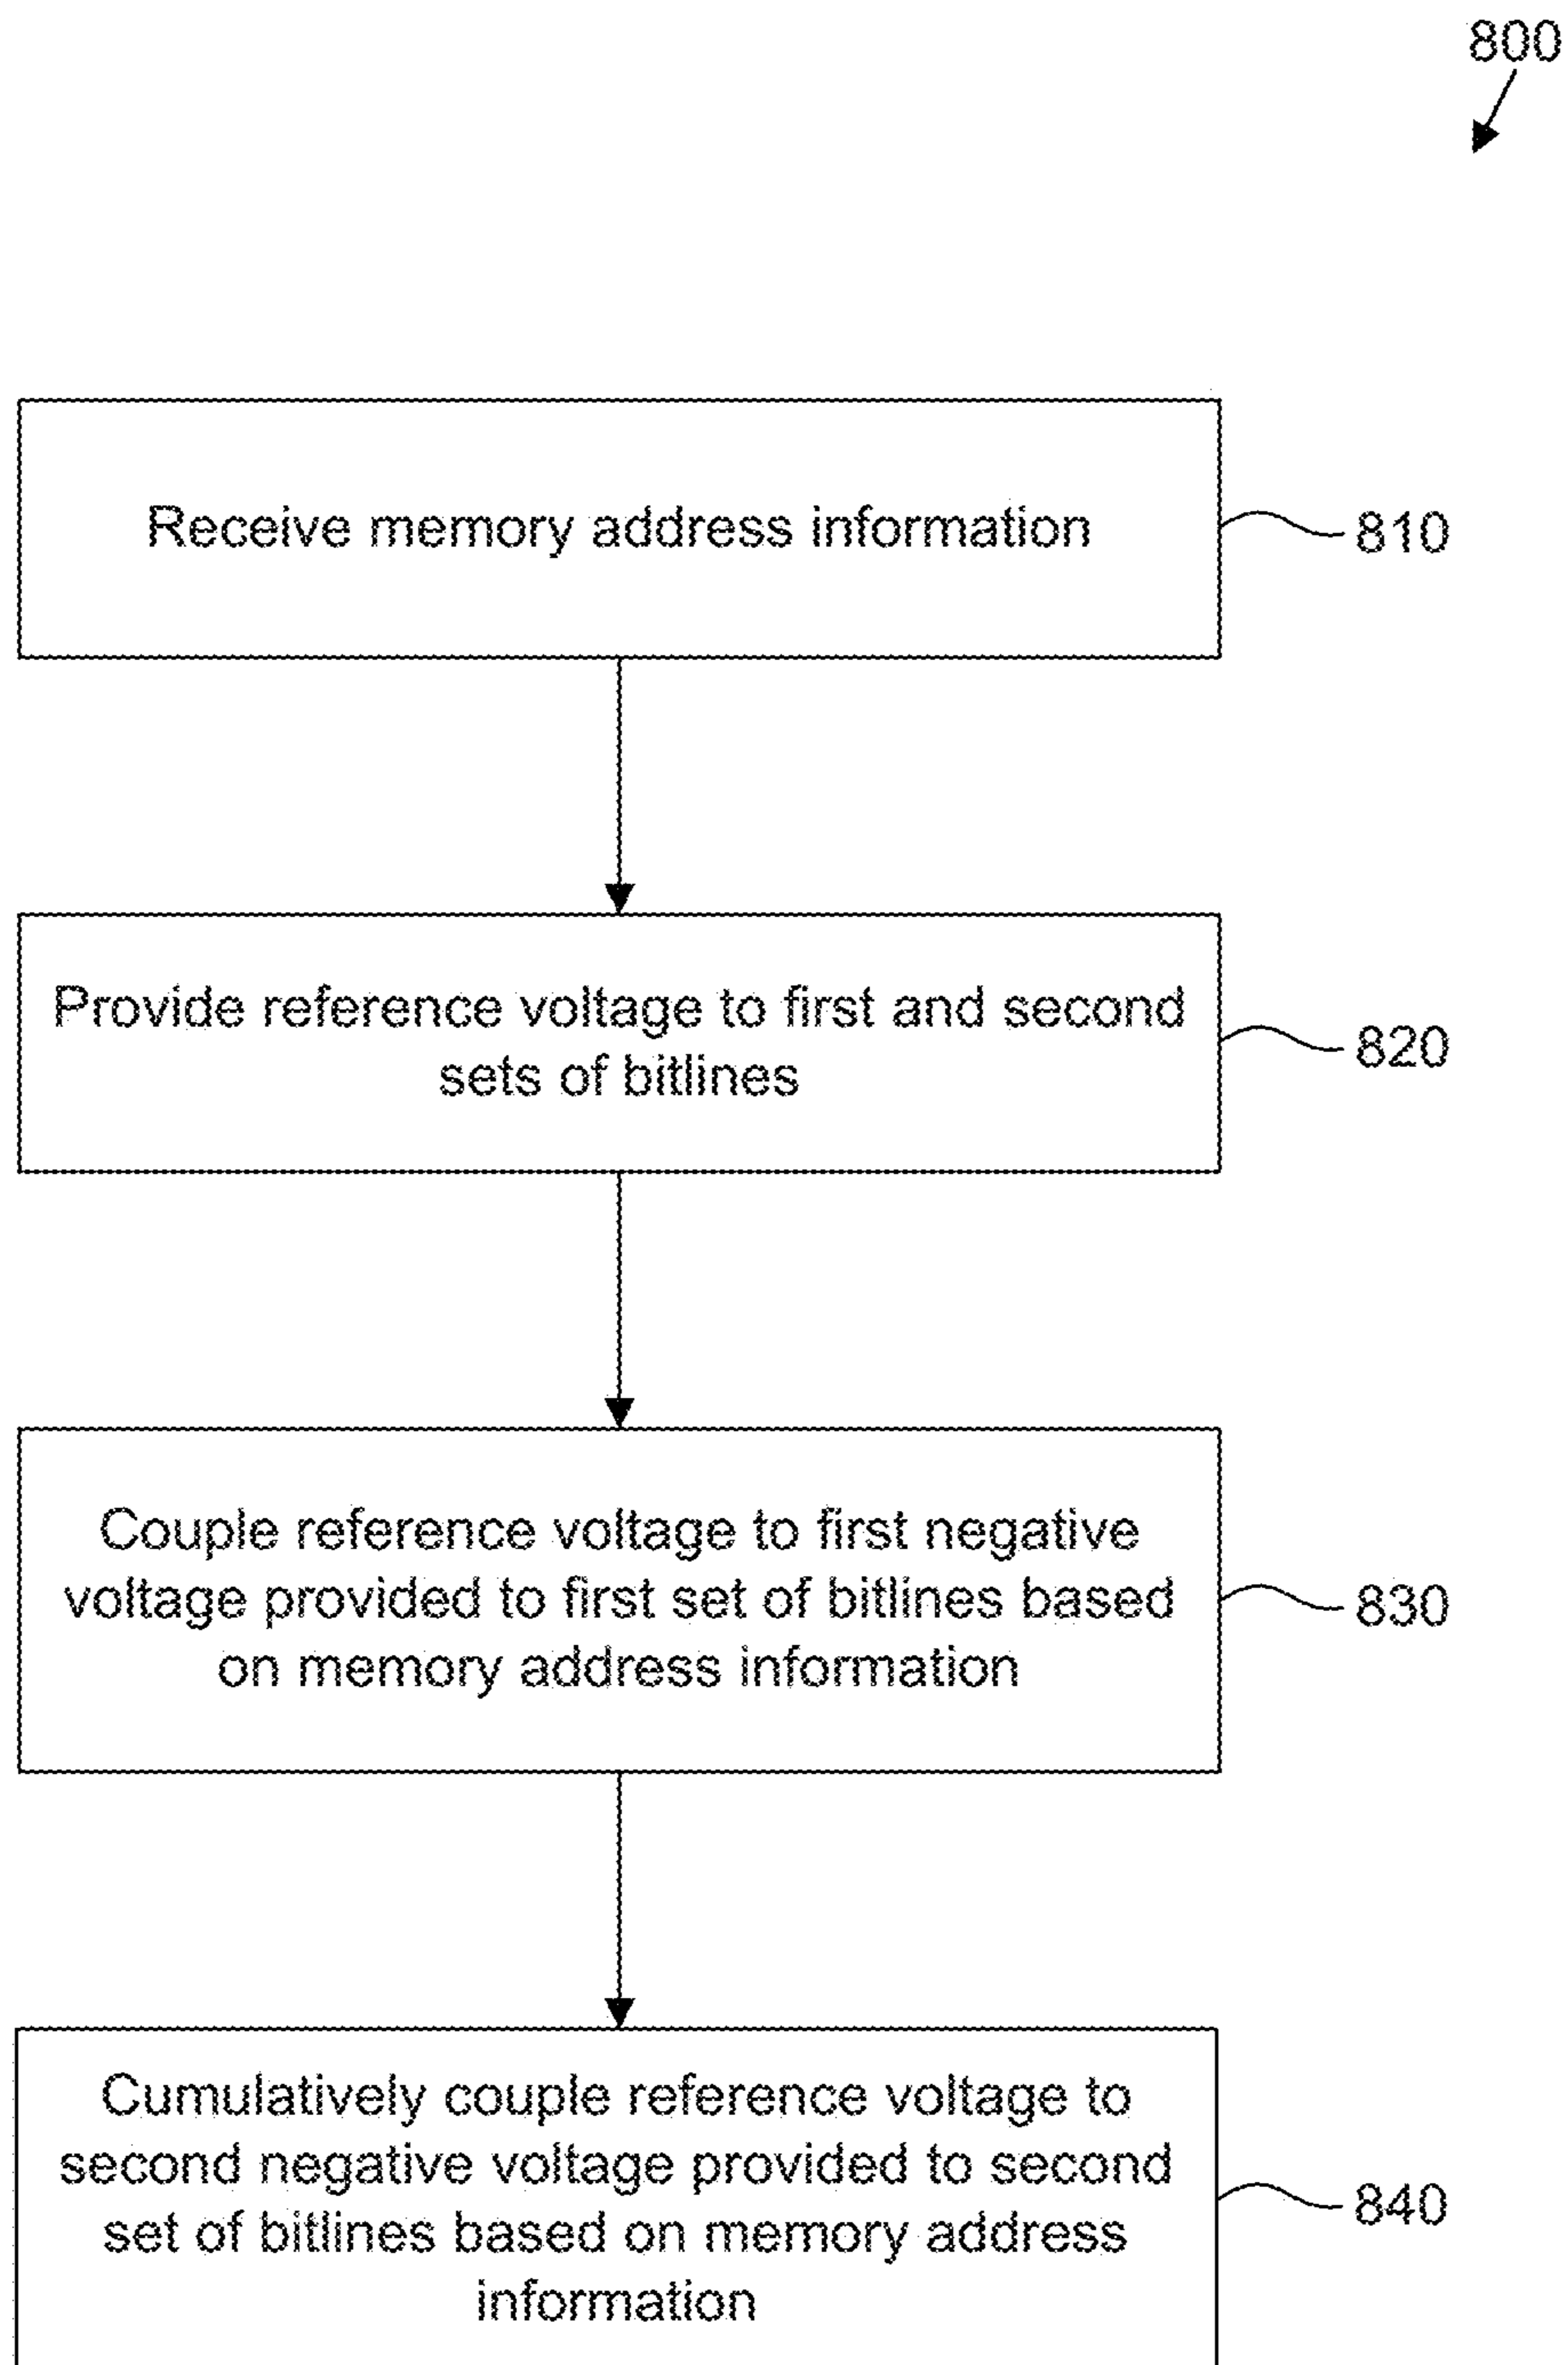 800
Receive memory address information
810
Provide reference voltage to first and second
sets of bitlines
820
Couple reference voltage to first negative
voltage provided to first set of bitlines based
on memory address information
830
Cumulatively couple reference voltage to
second negative voltage provided to second
set of bitlines based on memory address
information
840